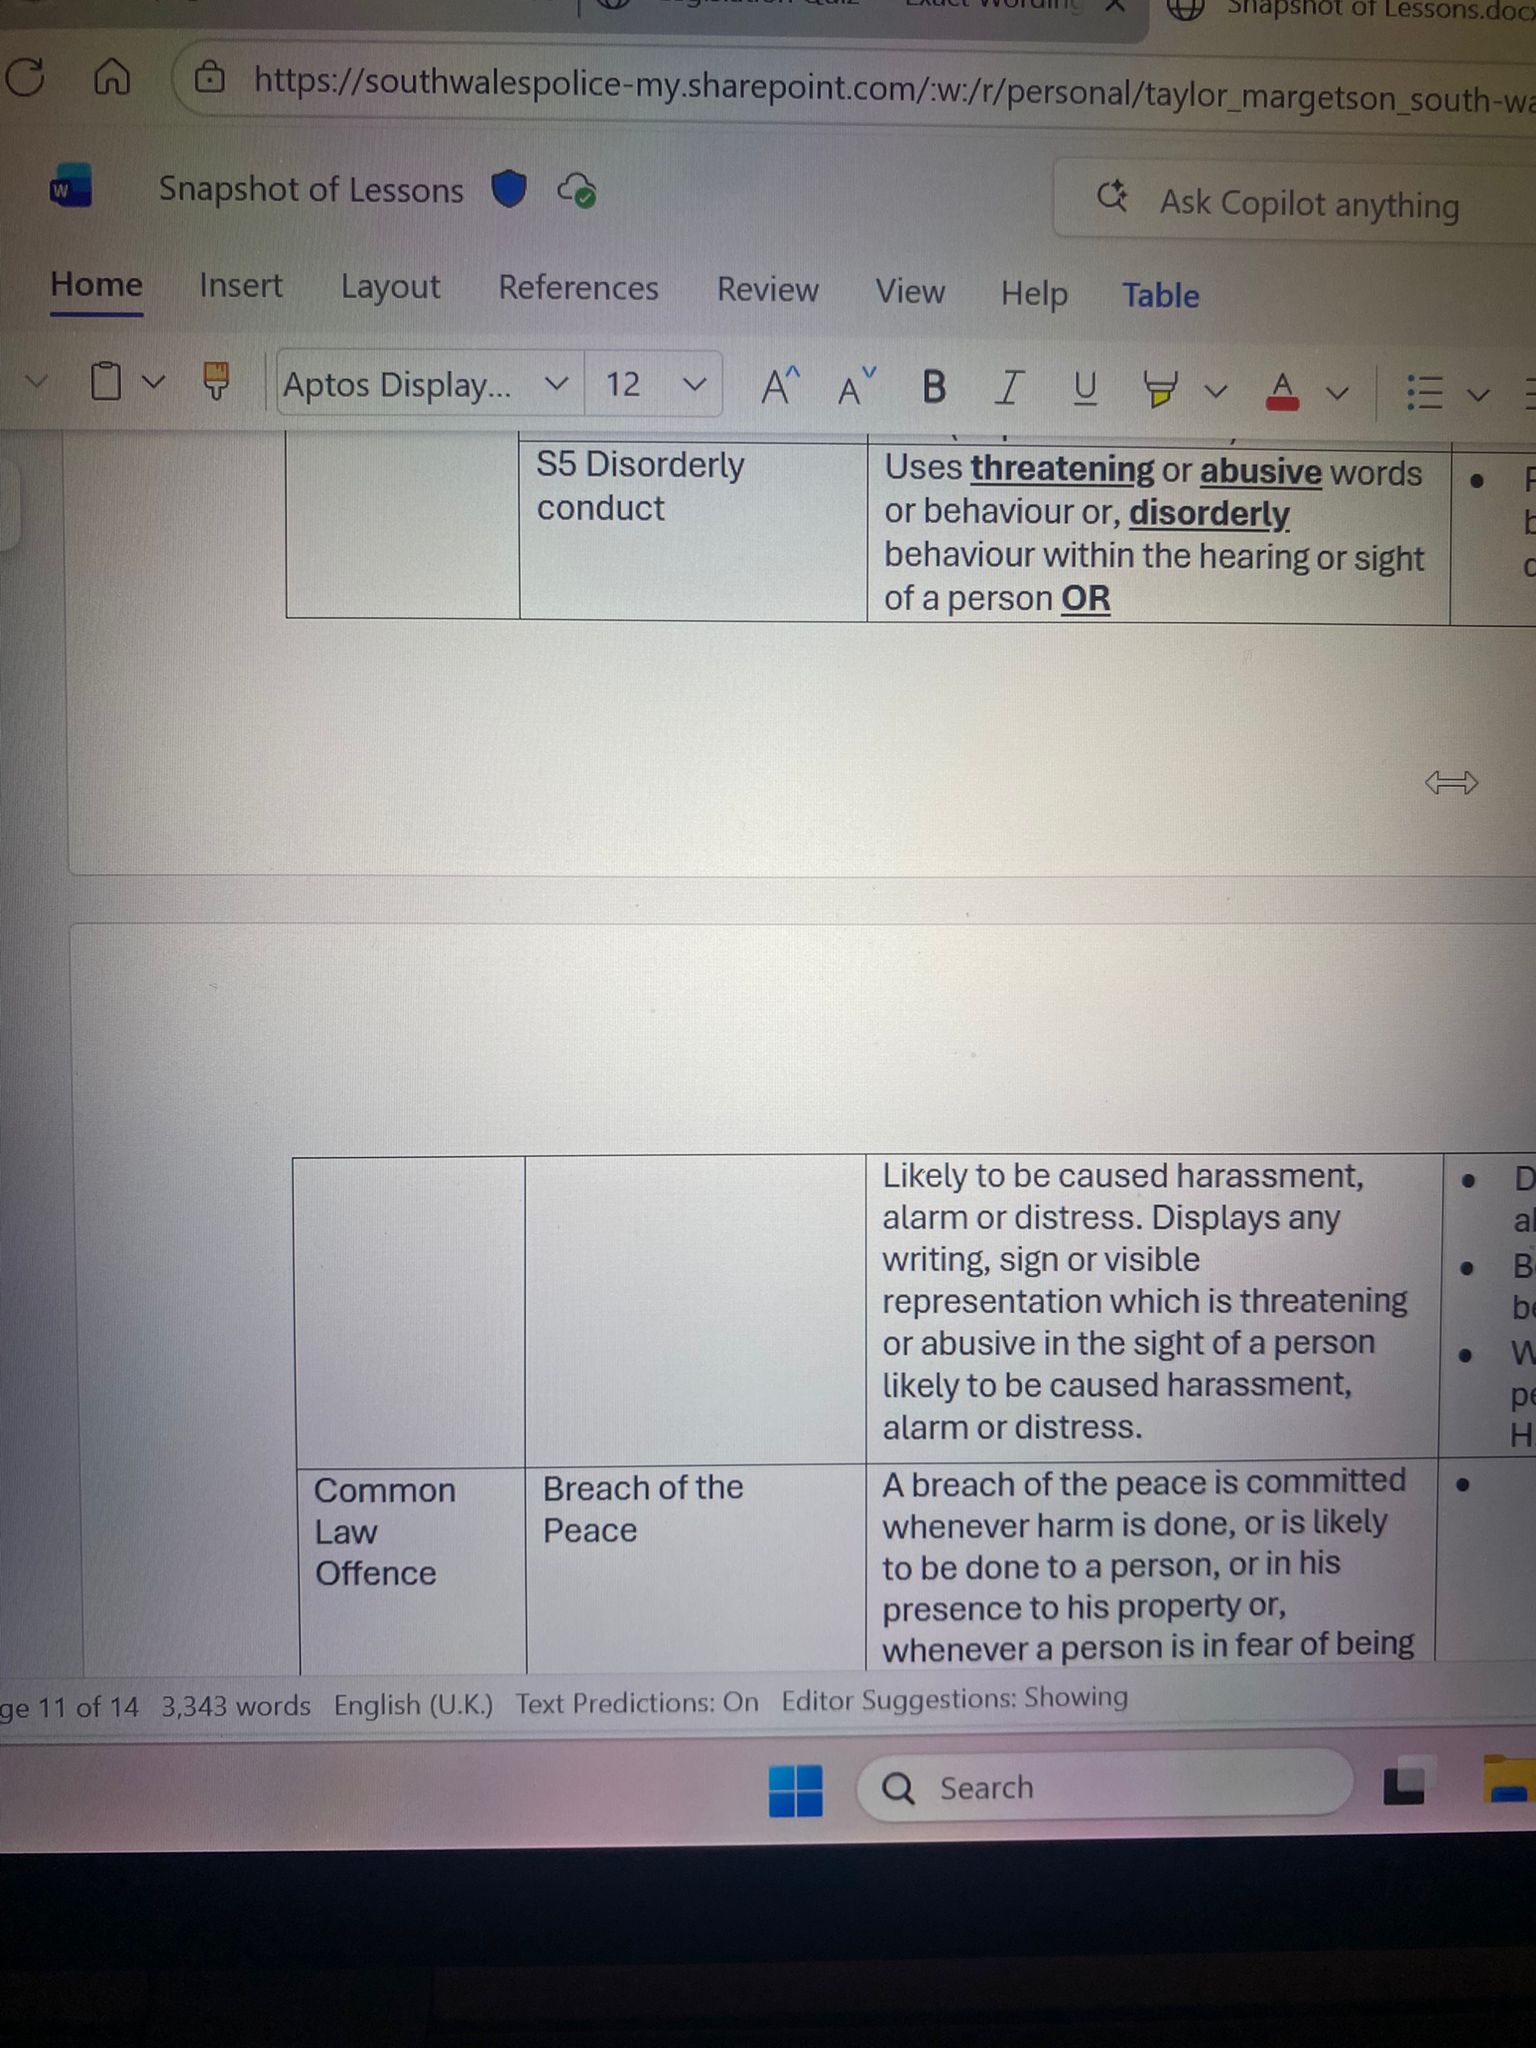 Snapshot of Lessons.doc
https://southwalespolice-my.sharepoint.com/:w:/r/personal/taylor_margetson_south-wa
Snapshot of Lessons
Ask Copilot anything
Home Insert Layout References Review View Help Table
Aptos Display... 12 A A B I U A
S5 Disorderly
conduct
Uses threatening or abusive words
or behaviour or, disorderly
behaviour within the hearing or sight
of a person OR
Likely to be caused harassment,
alarm or distress. Displays any
writing, sign or visible
representation which is threatening
or abusive in the sight of a person
likely to be caused harassment,
alarm or distress.
Common
Law
Offence
Breach of the
Peace
A breach of the peace is committed
whenever harm is done, or is likely
to be done to a person, or in his
presence to his property or,
whenever a person is in fear of being
ge 11 of 14 3,343 words English (U.K.) Text Predictions: On Editor Suggestions: Showing
Search